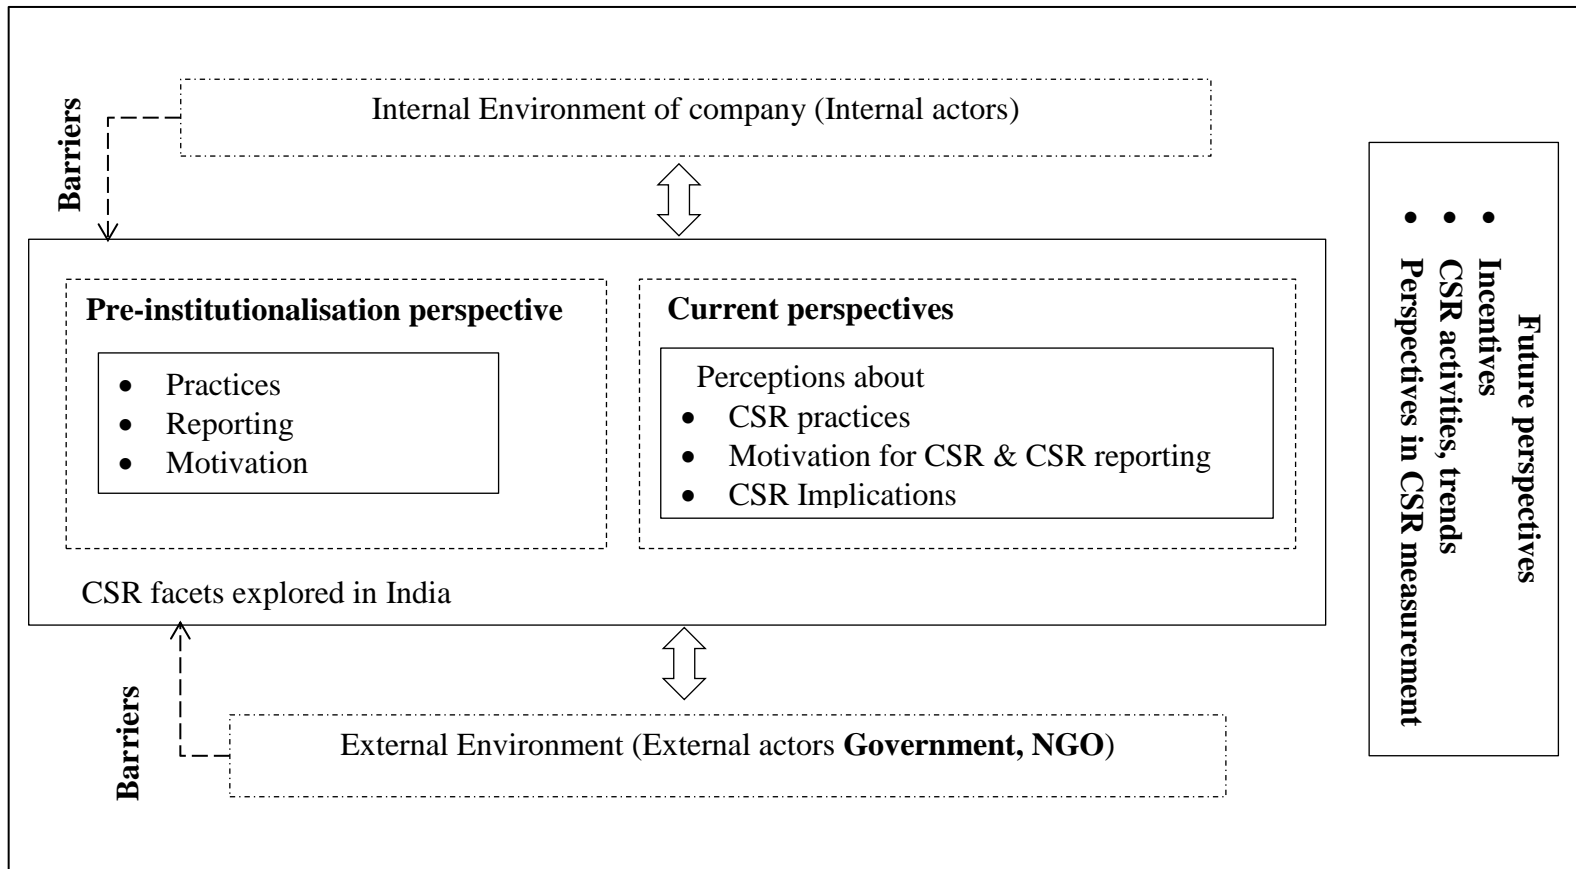 Internal Environment of company (Internal actors)
Barriers
Pre-institutionalisation perspective
• Practices
• Reporting
• Motivation
Current perspectives
Perceptions about
• CSR practices
• Motivation for CSR & CSR reporting
• CSR Implications
CSR facets explored in India
Barriers
External Environment (External actors Government, NGO)
Future perspectives
• Incentives
• CSR activities, trends
• Perspectives in CSR measurement